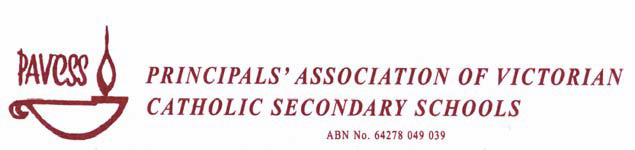 PAVCSS
PRINCIPALS' ASSOCIATION OF VICTORIAN
CATHOLIC SECONDARY SCHOOLS
ABN No. 64278 049 039